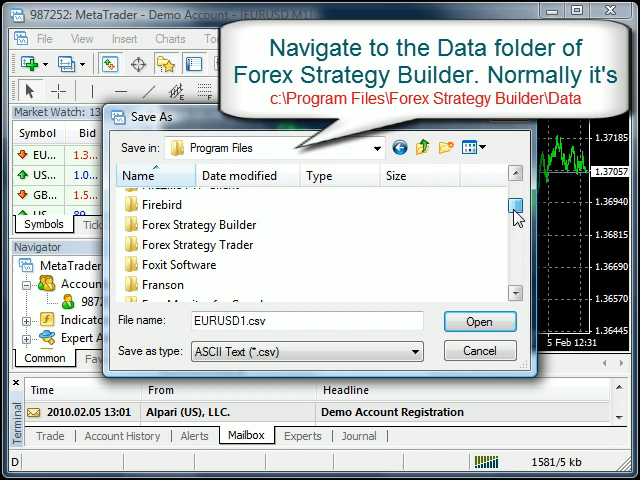 987252: MetaTrader - Demo Account - [EURUSD,M1]
File View Insert Charts
Navigate to the Data folder of
Forex Strategy Builder. Normally it's
c:\Program Files\Forex Strategy Builder\Data
Market Watch: 13
Symbol Bid
EU... 1.3...
US...
GB... 1.5...
US... 89
Symbols Tick
Navigator
MetaTrader
Accoun
9872
Indicato
Expert A
Common Fav
Save As
Save in: Program Files
Name Date modified Type Size
Firebird
Forex Strategy Builder
Forex Strategy Trader
Foxit Software
Franson
File name: EURUSD1.csv Open
Save as type: ASCII Text (*.csv) Cancel
1.37185
1.37057
1.36930
1.36810
1.36690
1.36570
1.36445
5 Feb 12:31
Terminal
Time From Headline
2010.02.05 13:01 Alpari (US), LLC. Demo Account Registration
Trade Account History Alerts Mailbox Experts Journal
D 1581/5 kb